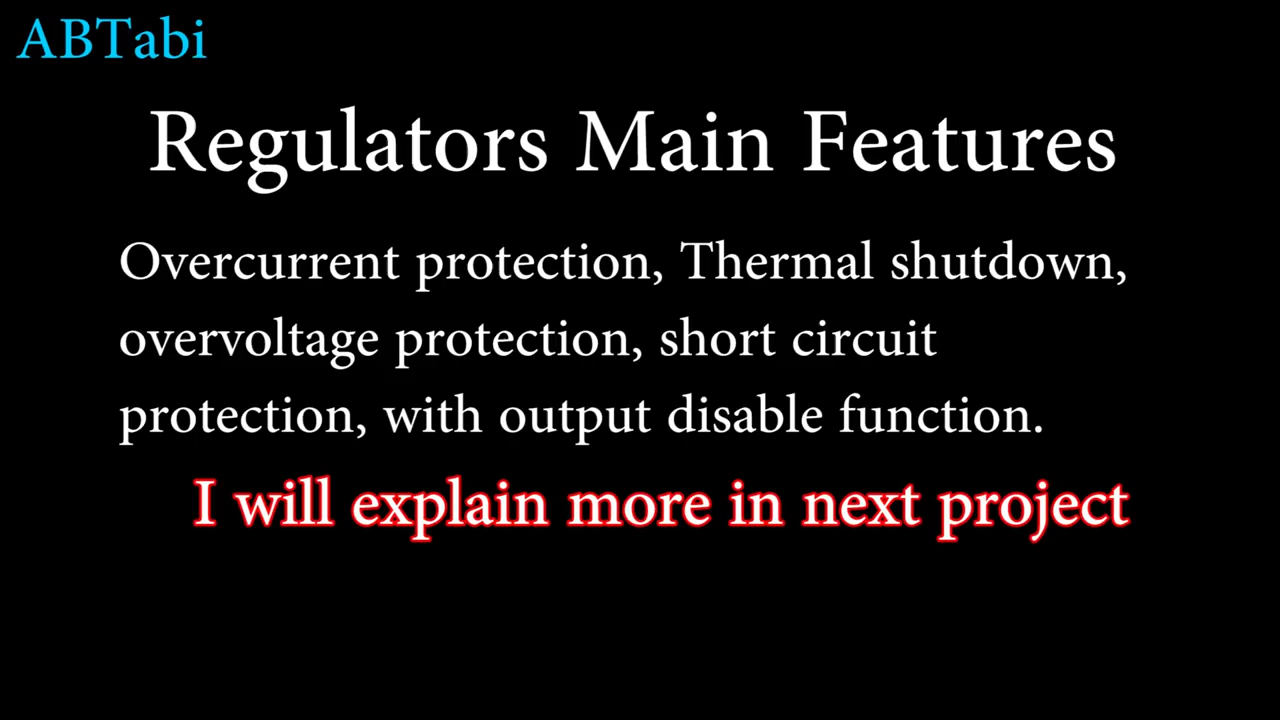 ABTabi
Regulators Main Features
Overcurrent protection, Thermal shutdown,
overvoltage protection, short circuit
protection, with output disable function.
I will explain more in next project